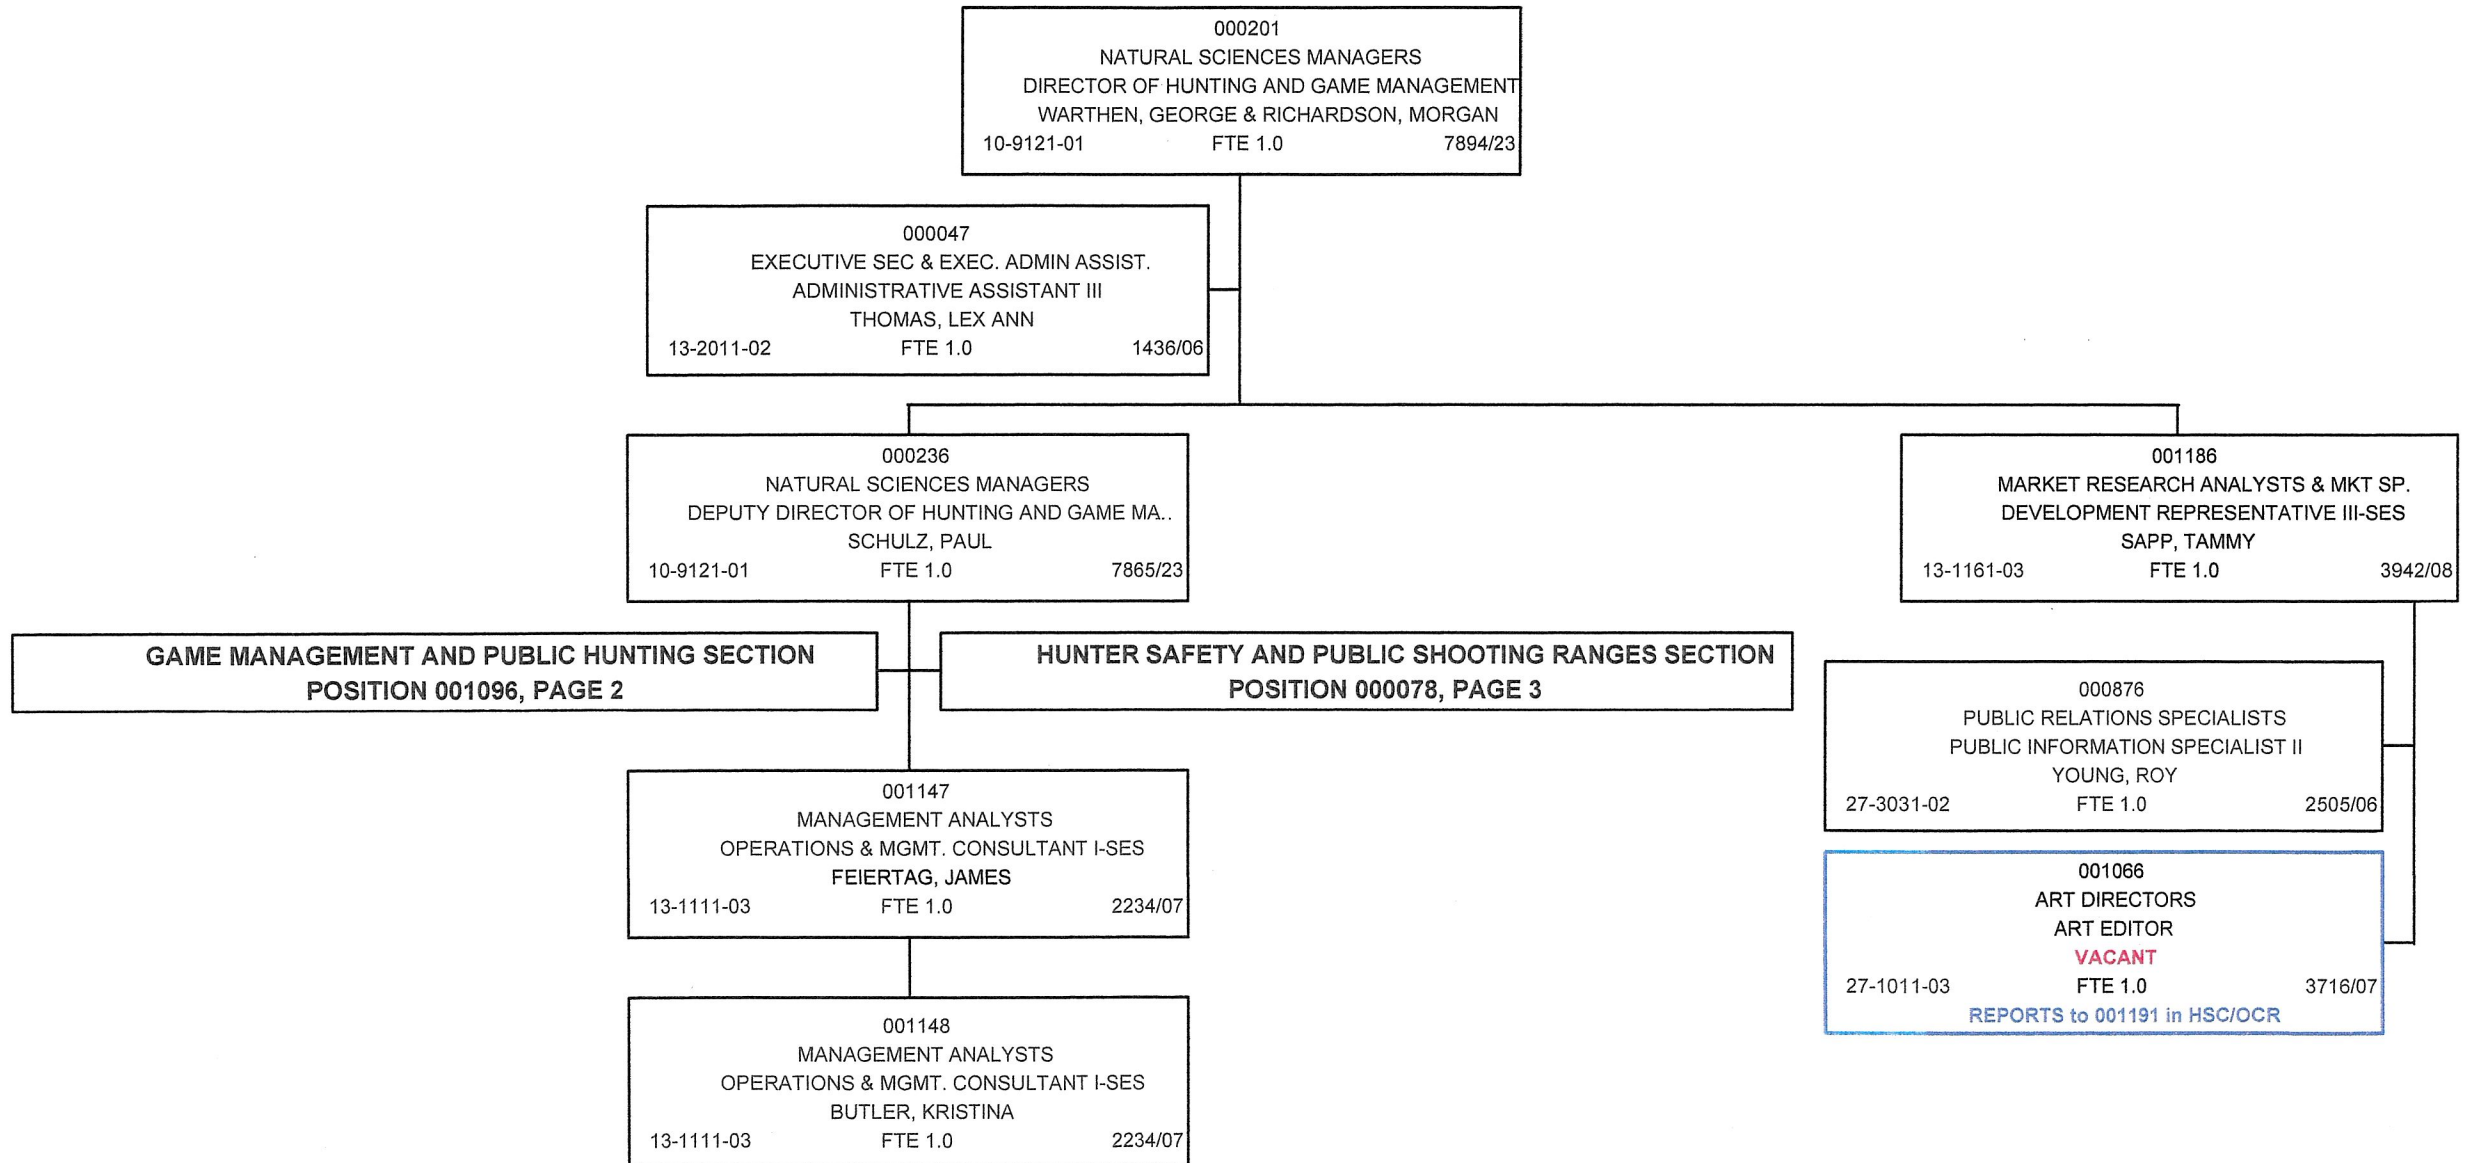 000201
NATURAL SCIENCES MANAGERS
DIRECTOR OF HUNTING AND GAME MANAGEMENT
WARTHEN, GEORGE & RICHARDSON, MORGAN
10-9121-01 FTE 1.0 7894/23
000047
EXECUTIVE SEC & EXEC. ADMIN ASSIST.
ADMINISTRATIVE ASSISTANT III
THOMAS, LEX ANN
13-2011-02 FTE 1.0 1436/06
000236
NATURAL SCIENCES MANAGERS
DEPUTY DIRECTOR OF HUNTING AND GAME MA..
SCHULZ, PAUL
10-9121-01 FTE 1.0 7865/23
001186
MARKET RESEARCH ANALYSTS & MKT SP.
DEVELOPMENT REPRESENTATIVE III-SES
SAPP, TAMMY
13-1161-03 FTE 1.0 3942/08
GAME MANAGEMENT AND PUBLIC HUNTING SECTION
POSITION 001096, PAGE 2
HUNTER SAFETY AND PUBLIC SHOOTING RANGES SECTION
POSITION 000078, PAGE 3
000876
PUBLIC RELATIONS SPECIALISTS
PUBLIC INFORMATION SPECIALIST II
YOUNG, ROY
27-3031-02 FTE 1.0 2505/06
001147
MANAGEMENT ANALYSTS
OPERATIONS & MGMT. CONSULTANT I-SES
FEIERTAG, JAMES
13-1111-03 FTE 1.0 2234/07
001066
ART DIRECTORS
ART EDITOR
VACANT
27-1011-03 FTE 1.0 3716/07
REPORTS to 001191 in HSC/OCR
001148
MANAGEMENT ANALYSTS
OPERATIONS & MGMT. CONSULTANT I-SES
BUTLER, KRISTINA
13-1111-03 FTE 1.0 2234/07